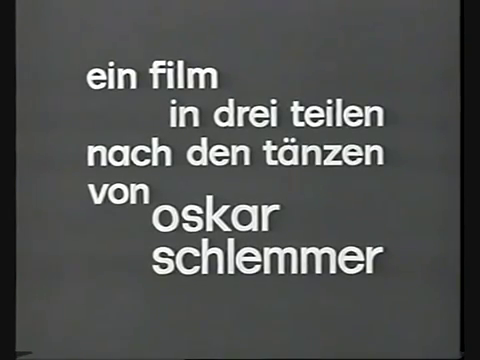 ein film
in drei teilen
nach den tänzen
von
oskar
schlemmer